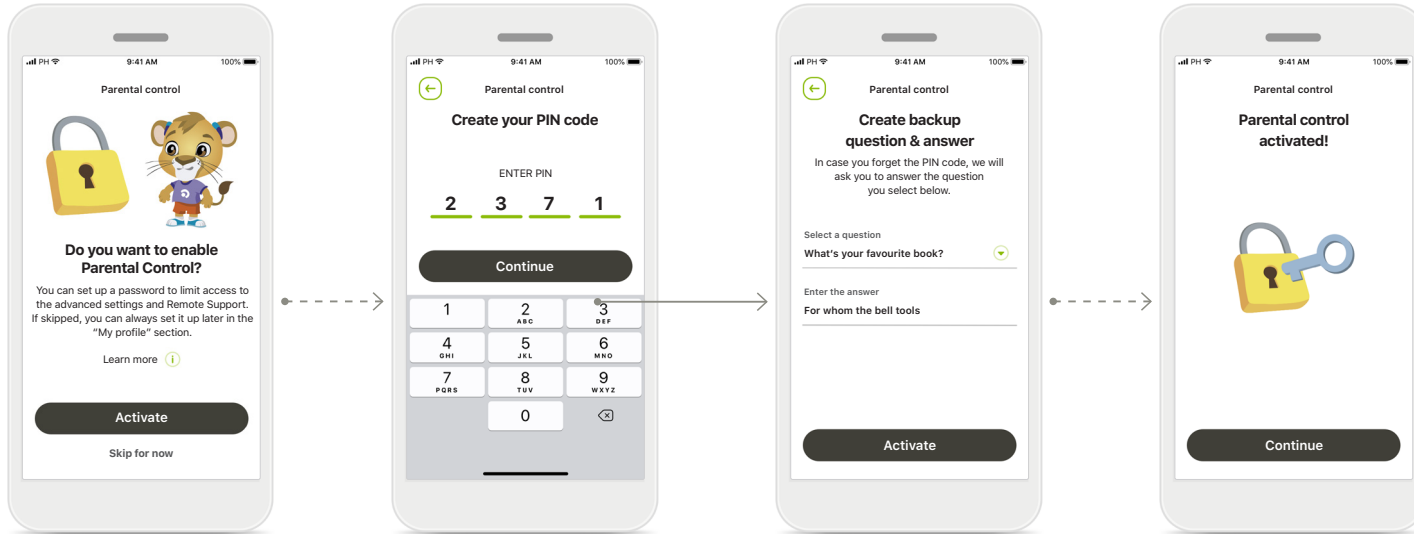 PH 9:41 AM 100%
Parental control
Do you want to enable
Parental Control?
You can set up a password to limit access to
the advanced settings and Remote Support.
If skipped, you can always set it up later in the
“My profile” section.
Learn more i
Activate
Skip for now
PH 9:41 AM 100%
Parental control
Create your PIN code
ENTER PIN
2 3 7 1
Continue
1 2 3
ABC DEF
4 5 6
GHI JKL MNO
7 8 9
PQRS TUV WXYZ
0
PH 9:41 AM 100%
Parental control
Create backup
question & answer
In case you forget the PIN code, we will
ask you to answer the question
you select below.
Select a question
What's your favourite book?
Enter the answer
For whom the bell tools
Activate
PH 9:41 AM 100%
Parental control
Parental control
activated!
Continue